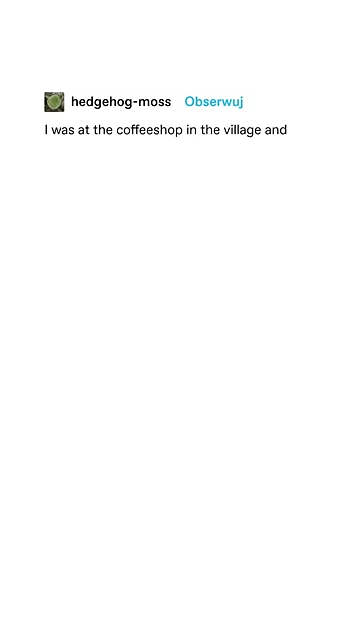 hedgehog-moss Obserwuj
I was at the coffeeshop in the village and